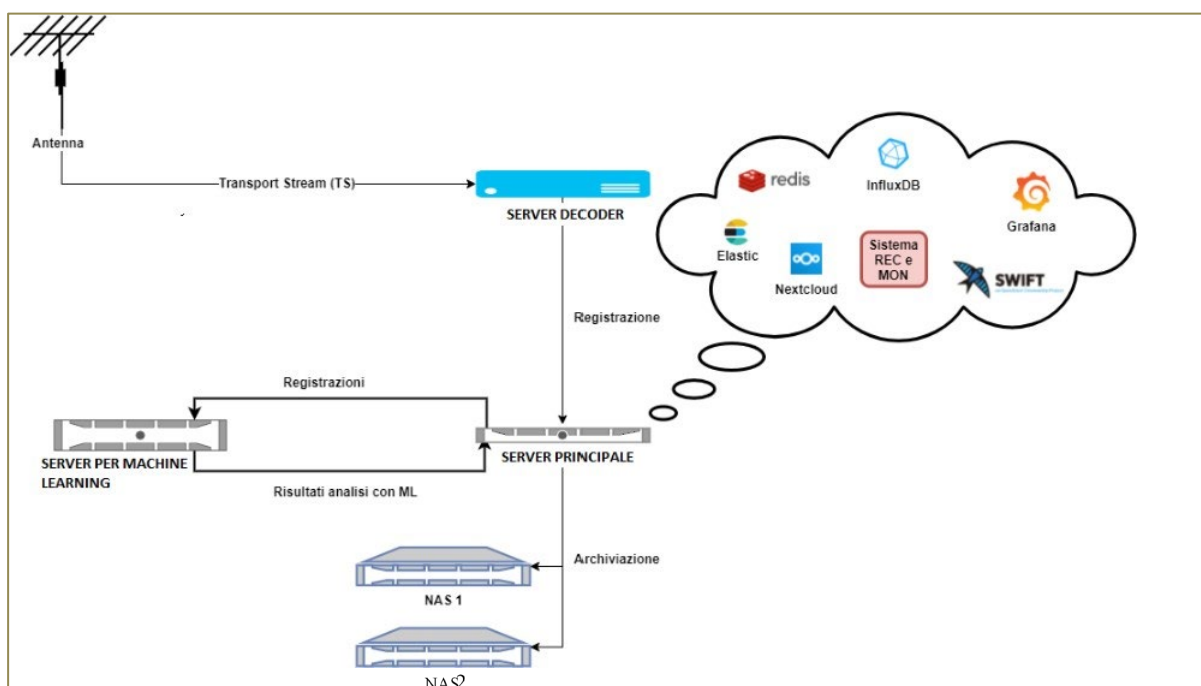 Antenna
Transport Stream (TS)
SERVER DECODER
redis
InfluxDB
Grafana
Elastic
Nextcloud
Sistema
REC e
MON
SWIFT
Registrazione
Registrazioni
SERVER PER MACHINE
LEARNING
SERVER PRINCIPALE
Risultati analisi con ML
Archiviazione
NAS 1
NAS2